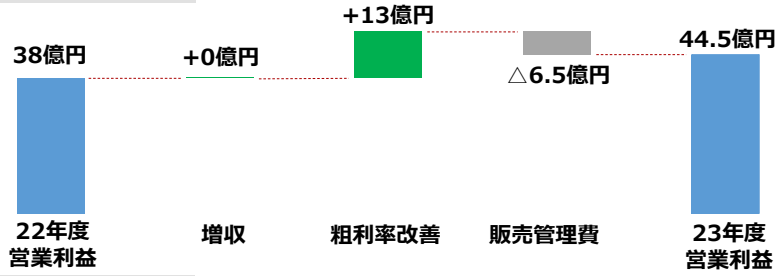 +13億円
38億円
+0億円
△6.5億円
44.5億円
22年度
営業利益
増収
粗利率改善
販売管理費
23年度
営業利益